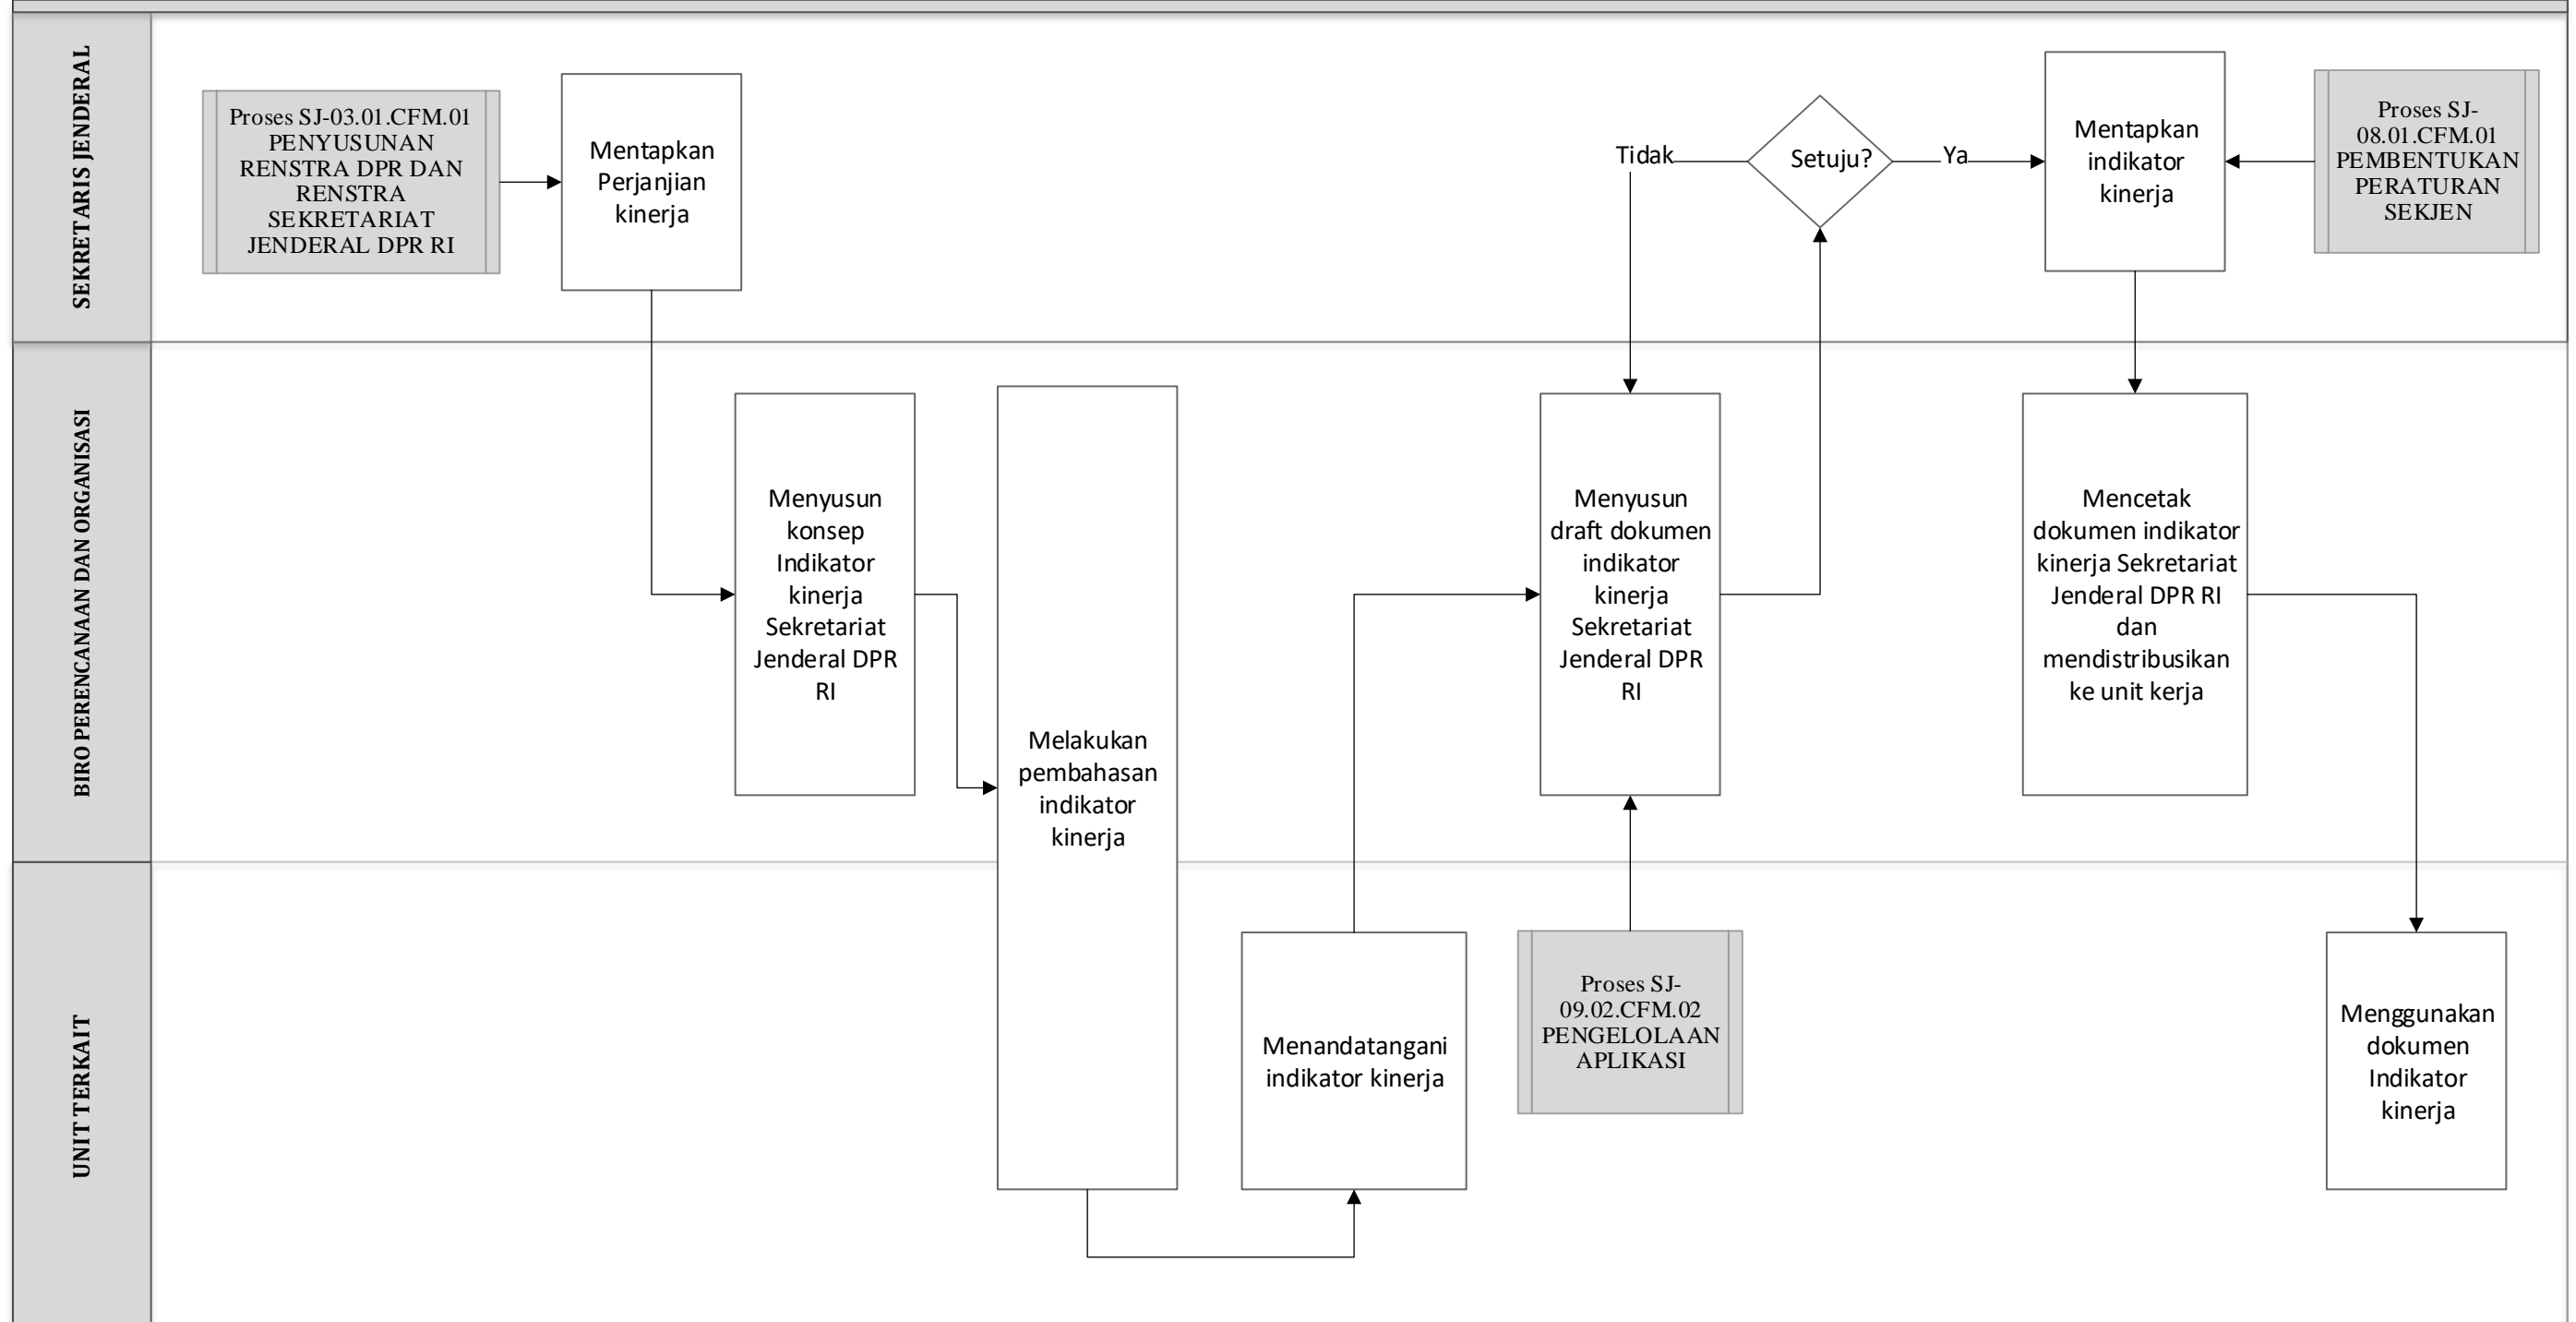 SEKRETARIS JENDERAL
Proses SJ-03.01.CFM.01
PENYUSUNAN
RENSTRA DPR DAN
RENSTRA
SEKRETARIAT
JENDERAL DPR RI
Mentapkan
Perjanjian
kinerja
Tidak
Setuju?
Ya
Mentapkan
indikator
kinerja
Proses SJ-
08.01.CFM.01
PEMBENTUKAN
PERATURAN
SEKJEN
BIRO PERENCANAAN DAN ORGANISASI
Menyusun
konsep
Indikator
kinerja
Sekretariat
Jenderal DPR
RI
Melakukan
pembahasan
indikator
kinerja
Menyusun
draft dokumen
indikator
kinerja
Sekretariat
Jenderal DPR
RI
Mencetak
dokumen indikator
kinerja Sekretariat
Jenderal DPR RI
dan
mendistribusikan
ke unit kerja
UNIT TERKAIT
Menandatangani
indikator kinerja
Proses SJ-
09.02.CFM.02
PENGELOLAAN
APLIKASI
Menggunakan
dokumen
Indikator
kinerja